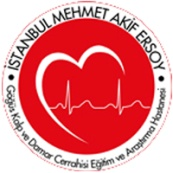 • İSTANBUL MEHMET AKİF ERSOY •
Göğüs Kalp ve Damar Cerrahisi Eğitim ve Araştırma Hastanesi